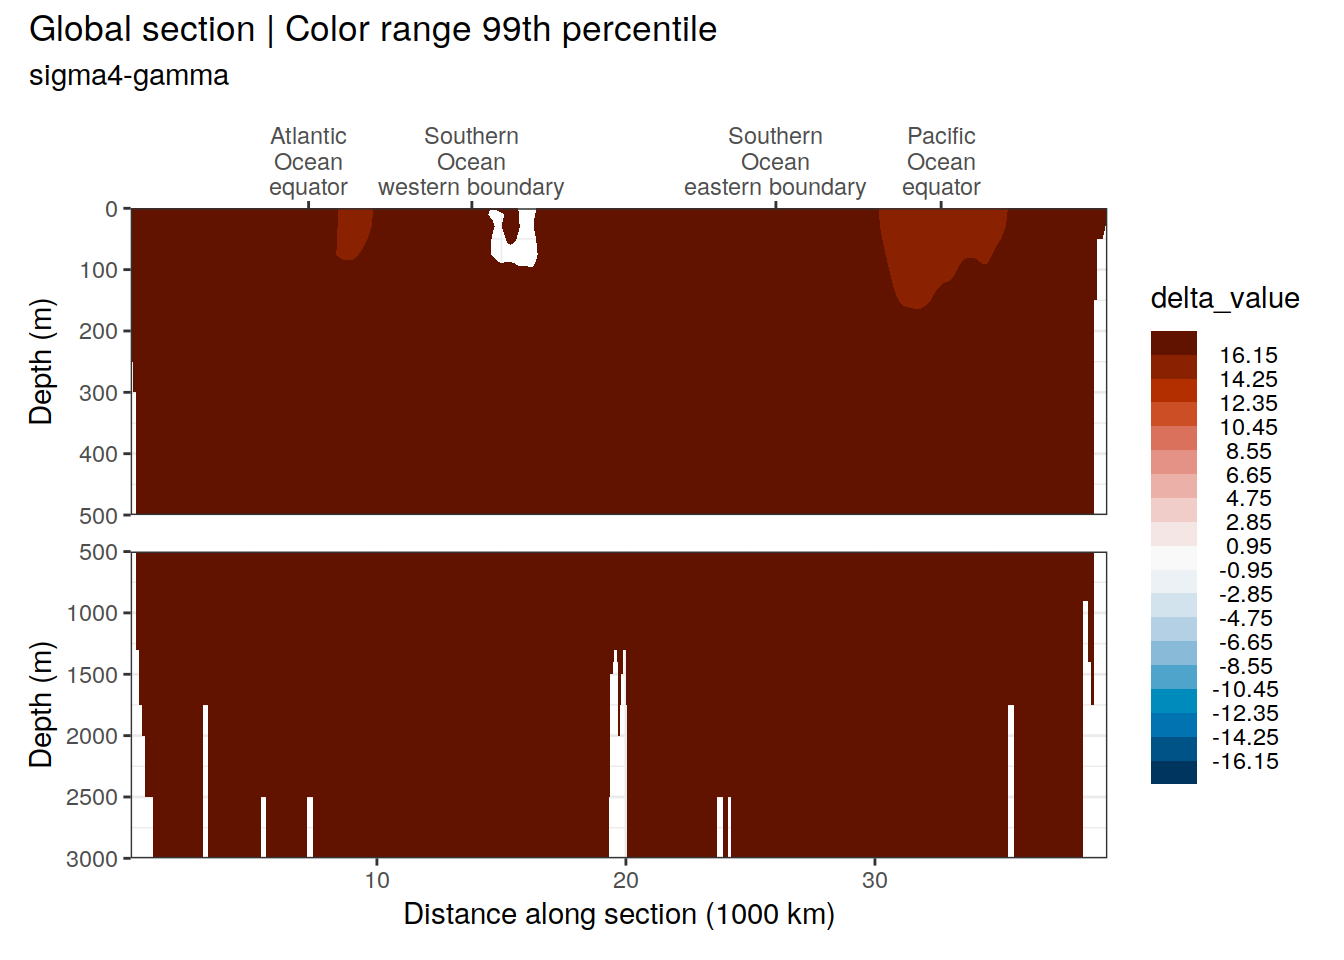 Global section | Color range 99th percentile
sigma4-gamma
Atlantic
Ocean
equator
Southern
Ocean
western boundary
Southern
Ocean
eastern boundary
Pacific
Ocean
equator
Depth (m)
0
100
200
300
400
500
Depth (m)
500
1000
1500
2000
2500
3000
10
20
30
Distance along section (1000 km)
delta_value
16.15
14.25
12.35
10.45
8.55
6.65
4.75
2.85
0.95
-0.95
-2.85
-4.75
-6.65
-8.55
-10.45
-12.35
-14.25
-16.15